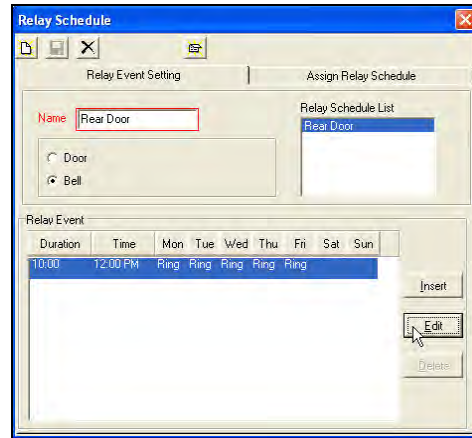 Relay Schedule
Relay Event Setting Assign Relay Schedule
Name Rear Door
Relay Schedule List
Rear Door
Door
Bell
Relay Event
Duration Time Mon Tue Wed Thu Fri Sat Sun
10:00 12:00 PM Ring Ring Ring Ring Ring
Insert
Edit
Delete